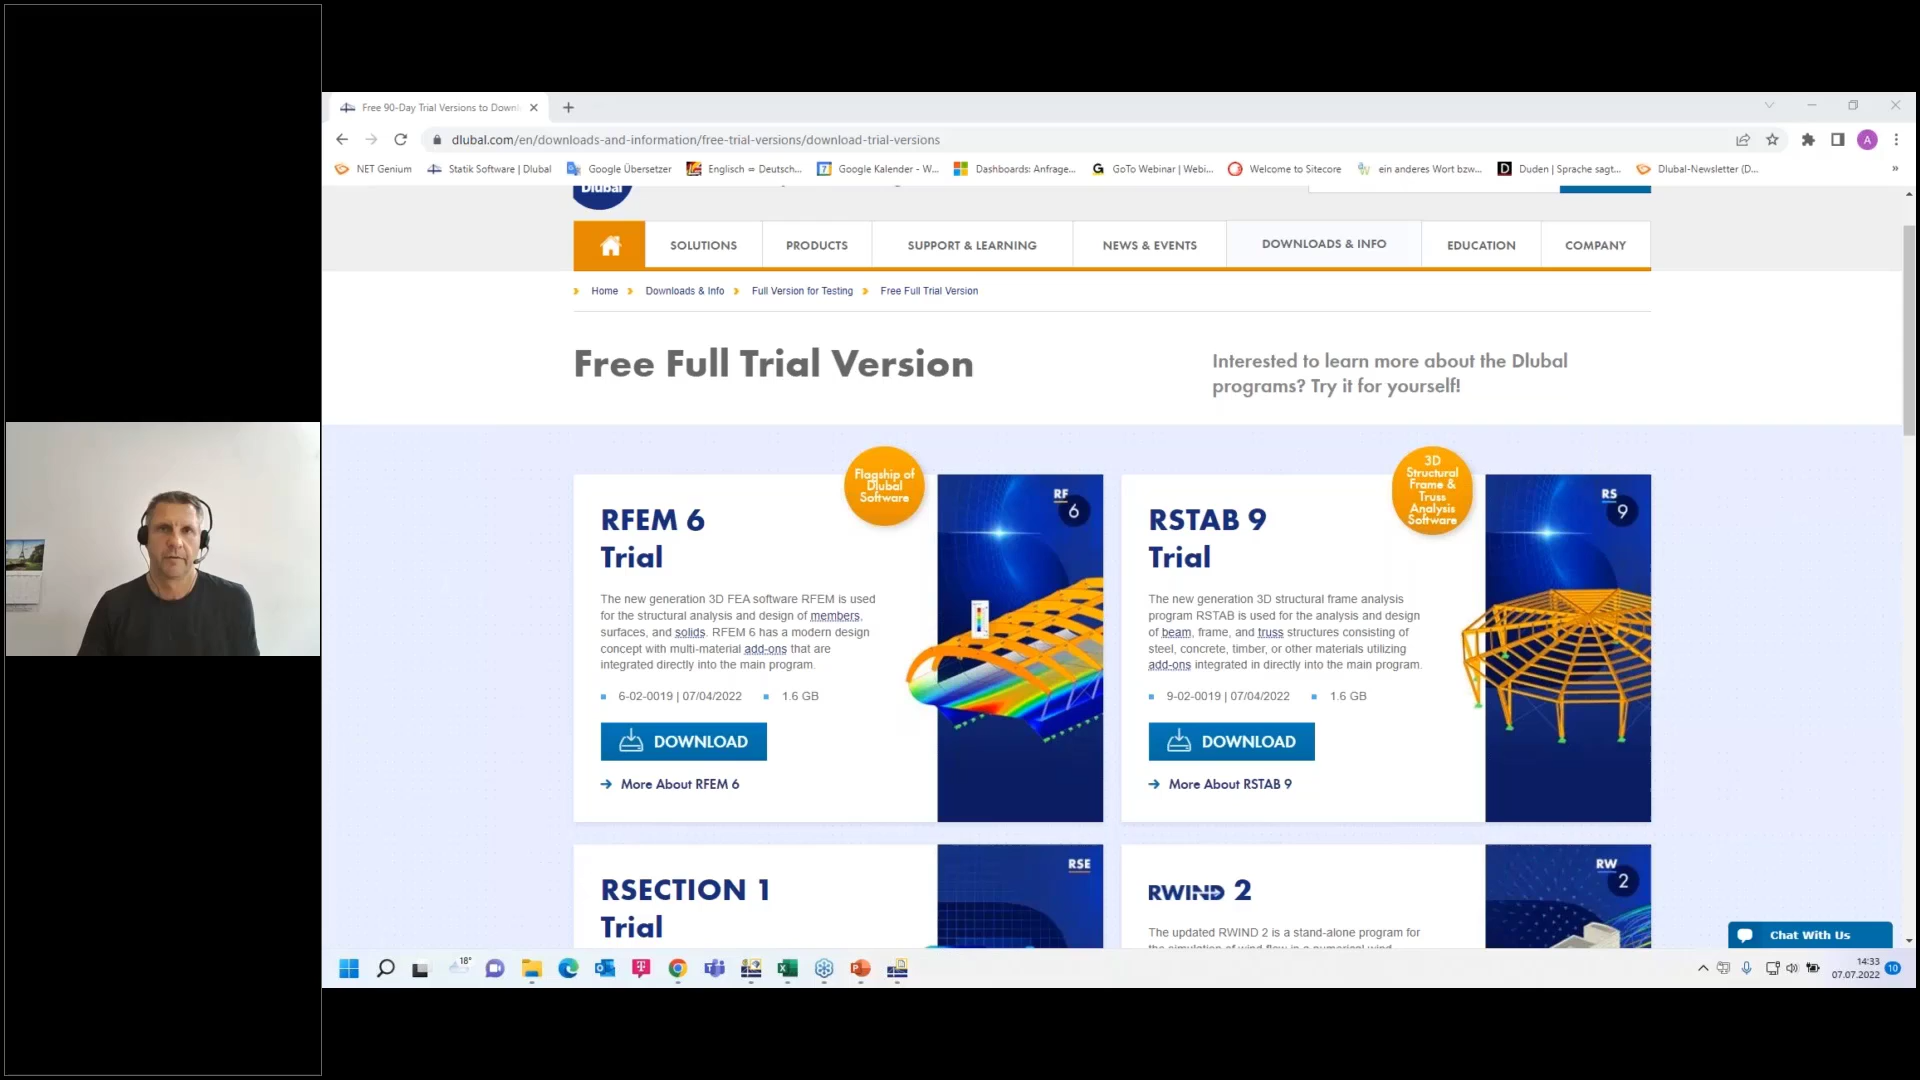 Free 90-Day Trial Versions to Downl
dlubal.com/en/downloads-and-information/free-trial-versions/download-trial-versions
A
NET Genium
Statik Software | Dlubal
Google Übersetzer
Englisch ⇌ Deutsch...
7 Google Kalender - W...
Dashboards: Anfrage...
G GoTo Webinar | Webi...
Welcome to Sitecore
ein anderes Wort bzw...
D Duden | Sprache sagt...
Dlubal-Newsletter (D...
»
Dlubal
SOLUTIONS
PRODUCTS
SUPPORT & LEARNING
NEWS & EVENTS
DOWNLOADS & INFO
EDUCATION
COMPANY
Home
Downloads & Info
Full Version for Testing
Free Full Trial Version
Free Full Trial Version
Interested to learn more about the Dlubal
programs? Try it for yourself!
Flagship of
Dlubal
Software
RF
6
RFEM 6
Trial
The new generation 3D FEA software RFEM is used
for the structural analysis and design of members,
surfaces, and solids. RFEM 6 has a modern design
concept with multi-material add-ons that are
integrated directly into the main program.
6-02-0019 | 07/04/2022
1.6 GB
DOWNLOAD
More About RFEM 6
3D
Structural
Frame &
Truss
Analysis
Software
RS
9
RSTAB 9
Trial
The new generation 3D structural frame analysis
program RSTAB is used for the analysis and design
of beam, frame, and truss structures consisting of
steel, concrete, timber, or other materials utilizing
add-ons integrated in directly into the main program.
9-02-0019 | 07/04/2022
1.6 GB
DOWNLOAD
More About RSTAB 9
RSE
RSECTION 1
Trial
RW
2
RWIND 2
The updated RWIND 2 is a stand-alone program for
the simulation of wind flow in a numerical wind
Chat With Us
18°
14:33
07.07.2022
10